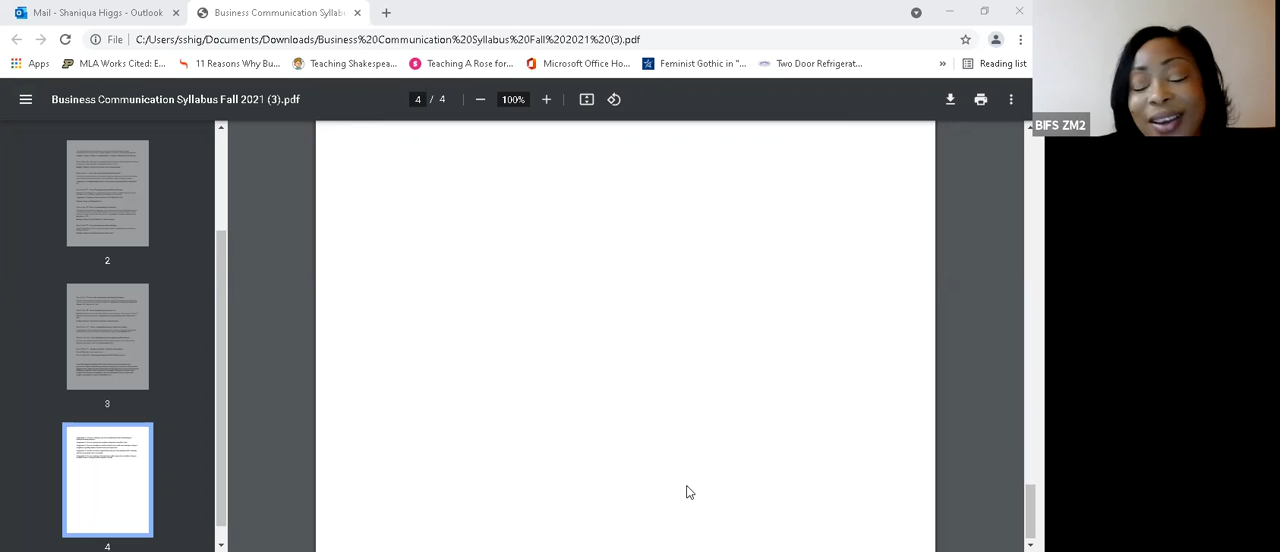 Mail - Shaniqua Higgs - Outlook
Business Communication Syllabu
File C:/Users/sshig/Documents/Downloads/Business%20Communication%20Syllabus%20Fall%202021%20(3).pdf
Apps MLA Works Cited: E... 11 Reasons Why Bu... Teaching Shakespea... Teaching A Rose for... Microsoft Office Ho... Feminist Gothic in "... Two Door Refrigerat... » Reading list
Business Communication Syllabus Fall 2021 (3).pdf 4 / 4 100%
BIFS ZM2
2
3
4